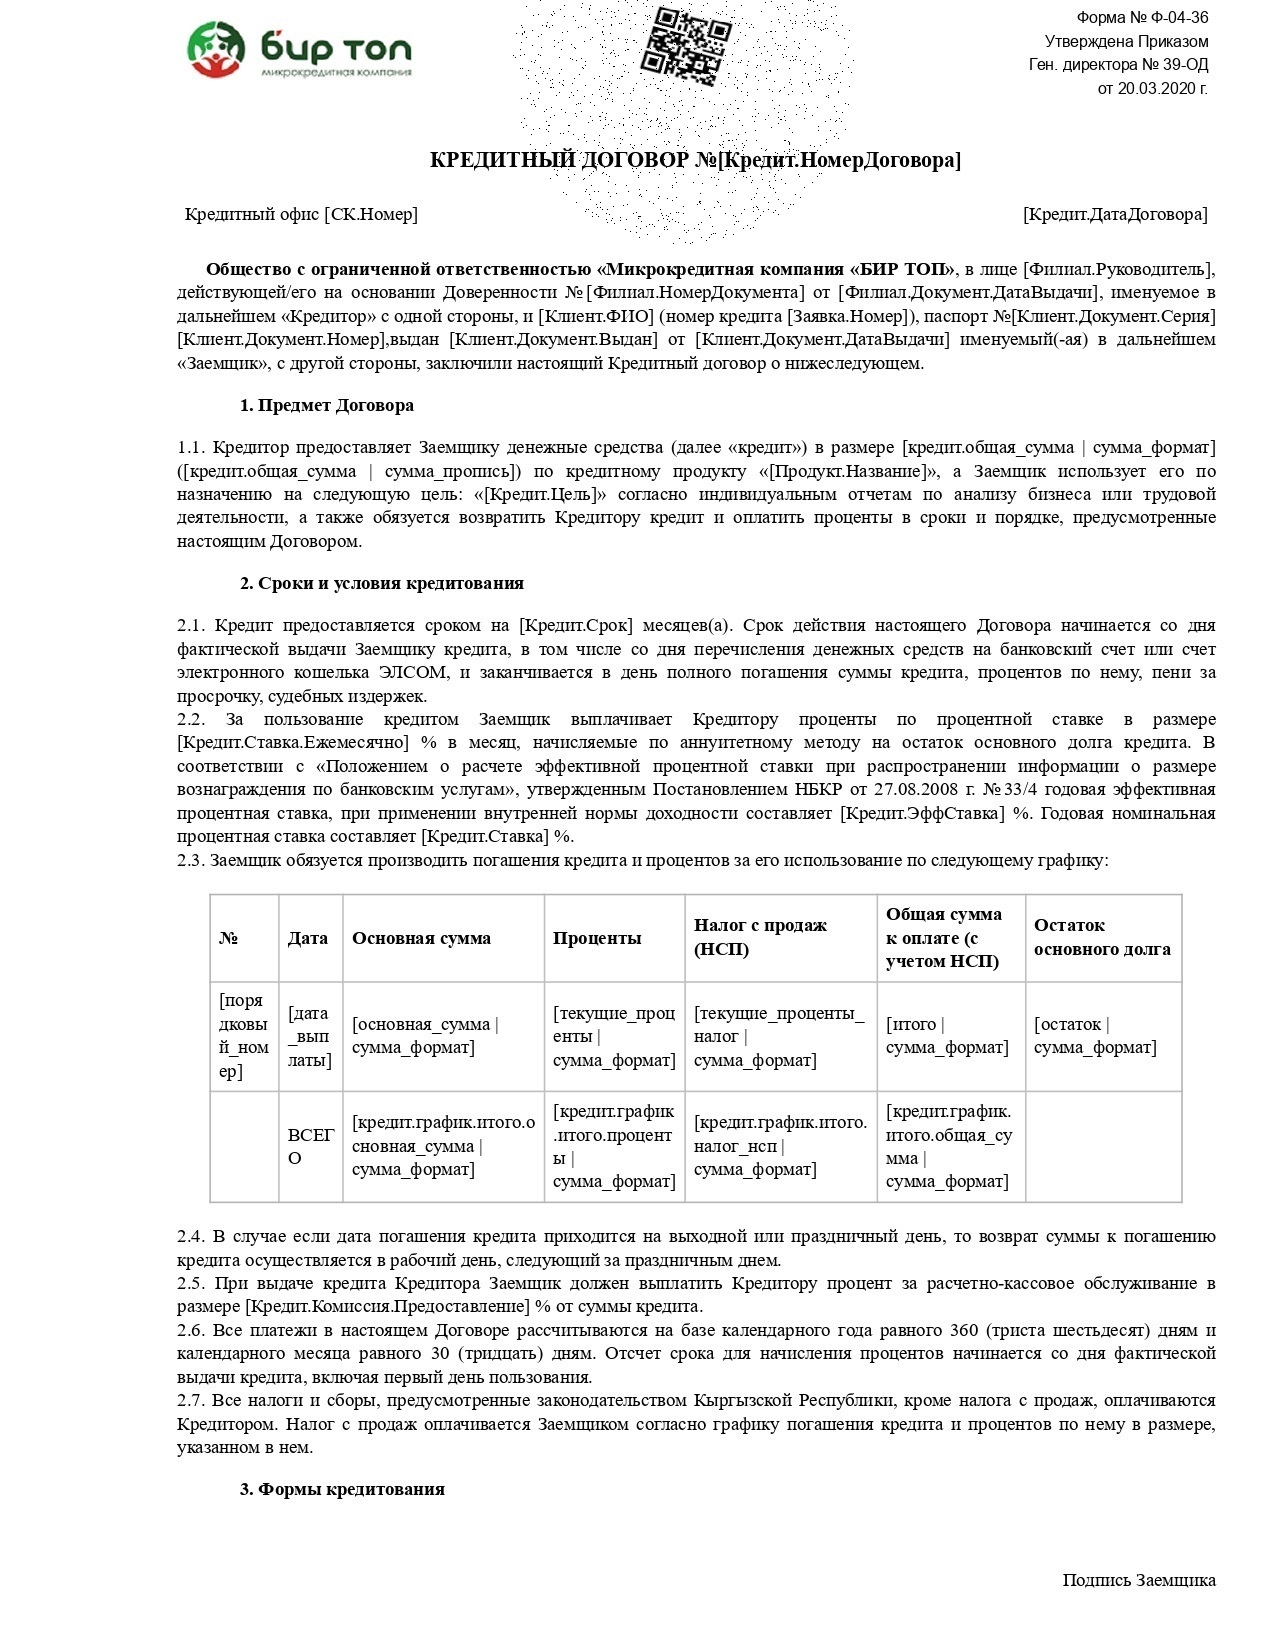 бир топ
микрокредитная компания
Форма № Ф-04-36
Утверждена Приказом
Ген. директора № 39-ОД
от 20.03.2020 г.
КРЕДИТНЫЙ ДОГОВОР №[Кредит.НомерДоговора]
Кредитный офис [СК.Номер] [Кредит.ДатаДоговора]
Общество с ограниченной ответственностью «Микрокредитная компания «БИР ТОП», в лице [Филиал.Руководитель],
действующей/его на основании Доверенности №[Филиал.НомерДокумента] от [Филиал.Документ.ДатаВыдачи], именуемое в
дальнейшем «Кредитор» с одной стороны, и [Клиент.ФИО] (номер кредита [Заявка.Номер]), паспорт №[Клиент.Документ.Серия]
[Клиент.Документ.Номер],выдан [Клиент.Документ.Выдан] от [Клиент.Документ.ДатаВыдачи] именуемый(-ая) в дальнейшем
«Заемщик», с другой стороны, заключили настоящий Кредитный договор о нижеследующем.
1. Предмет Договора
1.1. Кредитор предоставляет Заемщику денежные средства (далее «кредит») в размере [кредит.общая_сумма | сумма_формат]
([кредит.общая_сумма | сумма_пропись]) по кредитному продукту «[Продукт.Название]», а Заемщик использует его по
назначению на следующую цель: «[Кредит.Цель]» согласно индивидуальным отчетам по анализу бизнеса или трудовой
деятельности, а также обязуется возвратить Кредитору кредит и оплатить проценты в сроки и порядке, предусмотренные
настоящим Договором.
2. Сроки и условия кредитования
2.1. Кредит предоставляется сроком на [Кредит.Срок] месяцев(а). Срок действия настоящего Договора начинается со дня
фактической выдачи Заемщику кредита, в том числе со дня перечисления денежных средств на банковский счет или счет
электронного кошелька ЭЛСОМ, и заканчивается в день полного погашения суммы кредита, процентов по нему, пени за
просрочку, судебных издержек.
2.2. За пользование кредитом Заемщик выплачивает Кредитору проценты по процентной ставке в размере
[Кредит.Ставка.Ежемесячно] % в месяц, начисляемые по аннуитетному методу на остаток основного долга кредита. В
соответствии с «Положением о расчете эффективной процентной ставки при распространении информации о размере
вознаграждения по банковским услугам», утвержденным Постановлением НБКР от 27.08.2008 г. №33/4 годовая эффективная
процентная ставка, при применении внутренней нормы доходности составляет [Кредит.ЭффСтавка] %. Годовая номинальная
процентная ставка составляет [Кредит.Ставка] %.
2.3. Заемщик обязуется производить погашения кредита и процентов за его использование по следующему графику:
№
Дата
Основная сумма
Проценты
Налог с продаж
(НСП)
Общая сумма
к оплате (с
учетом НСП)
Остаток
основного долга
[поря
дковы
й_ном
ер]
[дата
_вып
латы]
[основная_сумма |
сумма_формат]
[текущие_проц
енты |
сумма_формат]
[текущие_проценты_
налог |
сумма_формат]
[итого |
сумма_формат]
[остаток |
сумма_формат]
ВСЕГ
О
[кредит.график.итого.о
сновная_сумма |
сумма_формат]
[кредит.график
.итого.процент
ы |
сумма_формат]
[кредит.график.итого.
налог_нсп |
сумма_формат]
[кредит.график.
итого.общая_су
мма |
сумма_формат]
2.4. В случае если дата погашения кредита приходится на выходной или праздничный день, то возврат суммы к погашению
кредита осуществляется в рабочий день, следующий за праздничным днем.
2.5. При выдаче кредита Кредитора Заемщик должен выплатить Кредитору процент за расчетно-кассовое обслуживание в
размере [Кредит.Комиссия.Предоставление] % от суммы кредита.
2.6. Все платежи в настоящем Договоре рассчитываются на базе календарного года равного 360 (триста шестьдесят) дням и
календарного месяца равного 30 (тридцать) дням. Отсчет срока для начисления процентов начинается со дня фактической
выдачи кредита, включая первый день пользования.
2.7. Все налоги и сборы, предусмотренные законодательством Кыргызской Республики, кроме налога с продаж, оплачиваются
Кредитором. Налог с продаж оплачивается Заемщиком согласно графику погашения кредита и процентов по нему в размере,
указанном в нем.
3. Формы кредитования
Подпись Заемщика